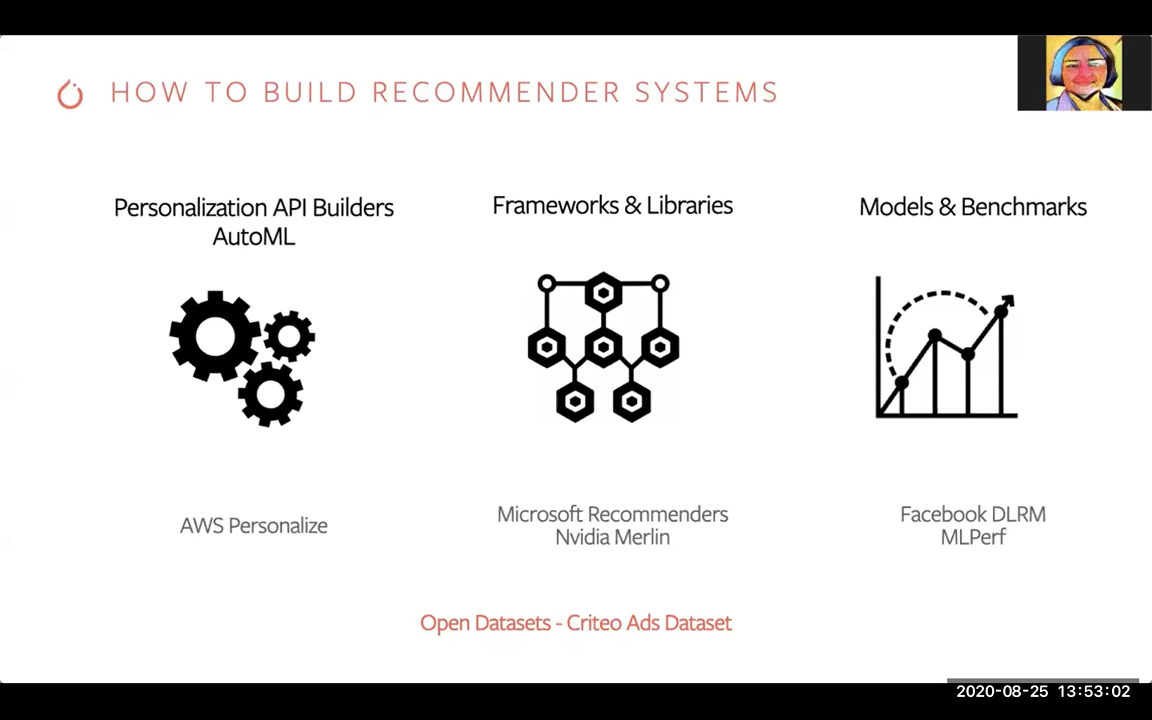 HOW TO BUILD RECOMMENDER SYSTEMS
Personalization API Builders
AutoML
Frameworks & Libraries
Models & Benchmarks
AWS Personalize
Microsoft Recommenders
Nvidia Merlin
Facebook DLRM
MLPerf
Open Datasets - Criteo Ads Dataset
2020-08-25 13:53:02